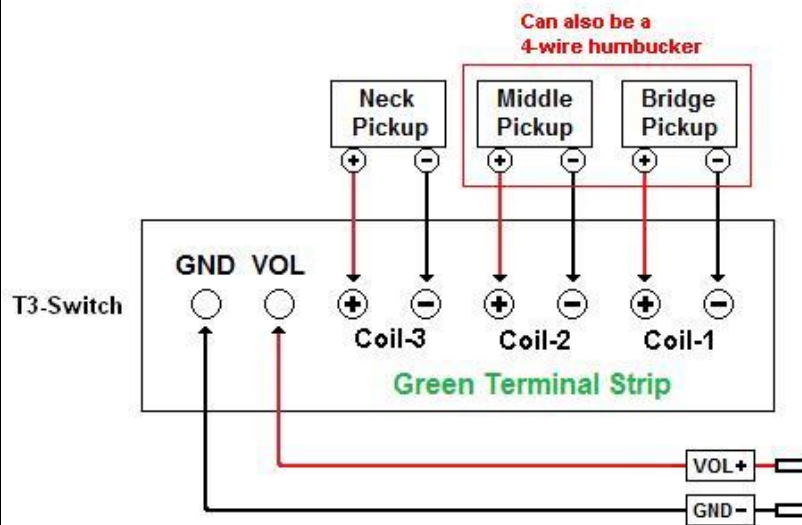 Can also be a
4-wire humbucker
Neck
Pickup
Middle
Pickup
Bridge
Pickup
+ − + − + −
GND VOL
T3-Switch
+ − + − + −
Coil-3 Coil-2 Coil-1
Green Terminal Strip
VOL+
GND−